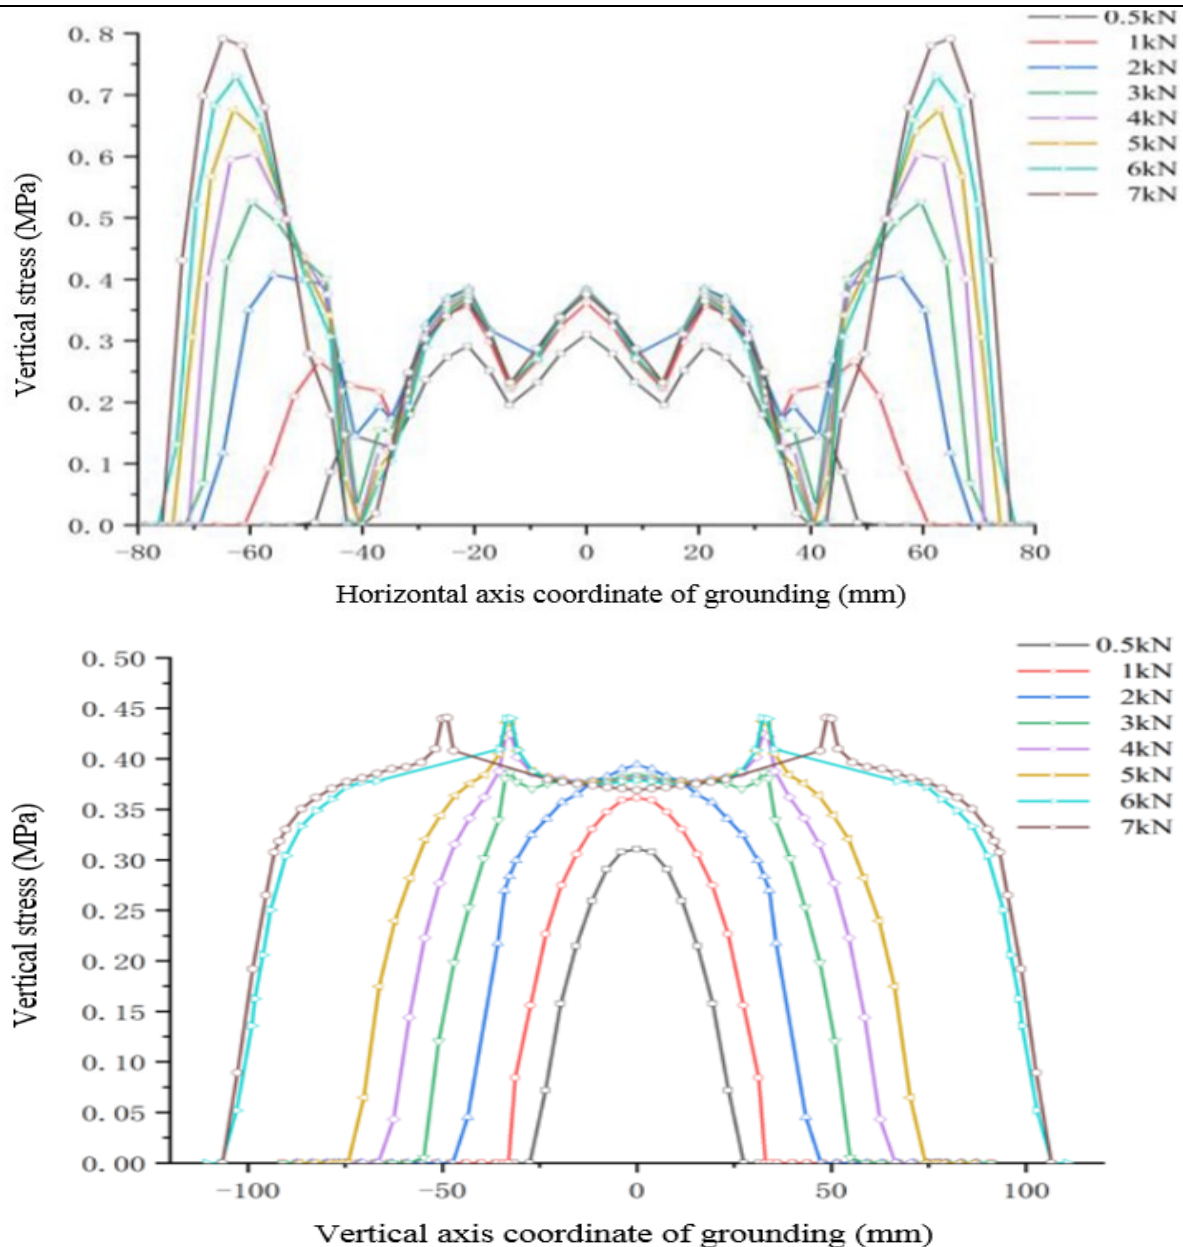 0.5kN
1kN
2kN
3kN
4kN
5kN
6kN
7kN
Vertical stress (MPa)
0.8
0.7
0.6
0.5
0.4
0.3
0.2
0.1
0.0
−80 −60 −40 −20 0 20 40 60 80
Horizontal axis coordinate of grounding (mm)
0.5kN
1kN
2kN
3kN
4kN
5kN
6kN
7kN
Vertical stress (MPa)
0.50
0.45
0.40
0.35
0.30
0.25
0.20
0.15
0.10
0.05
0.00
−100 −50 0 50 100
Vertical axis coordinate of grounding (mm)